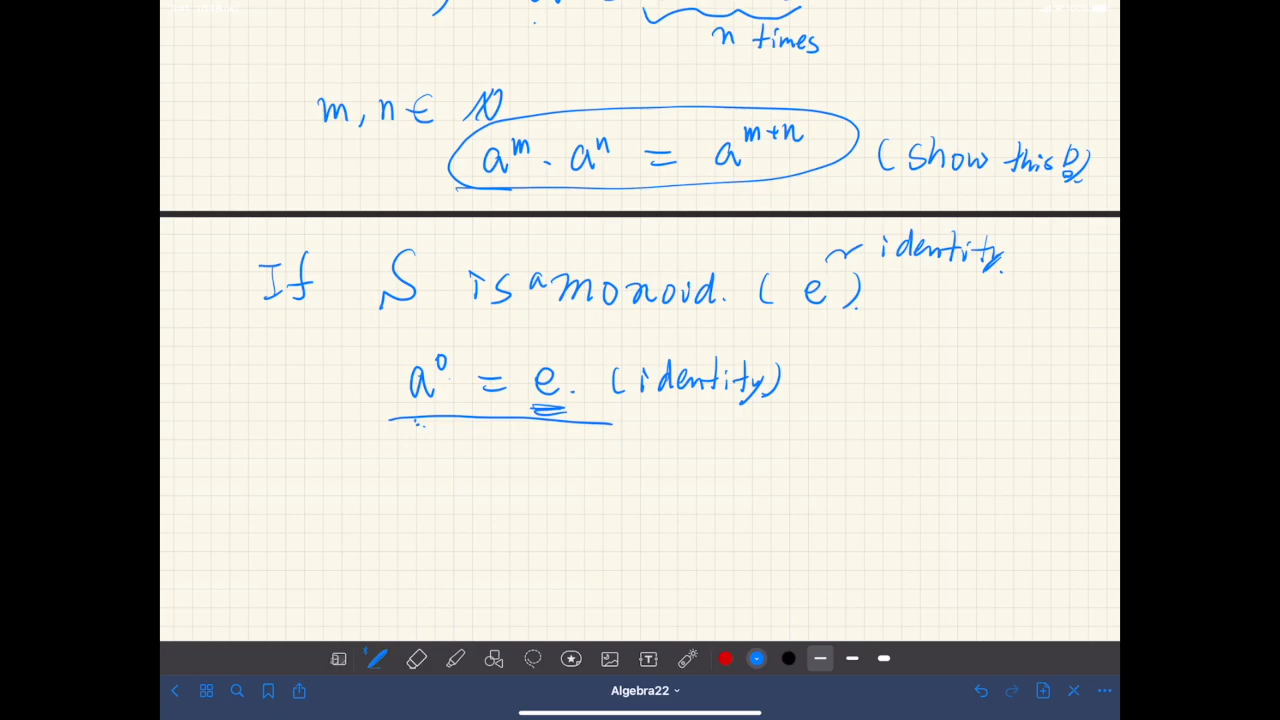 n times
m, n ∈ ℕ
a^m · a^n = a^{m+n} (show this!)
identity.
If S is a monoid. (e).
a^0 = e. (identity)
Algebra22